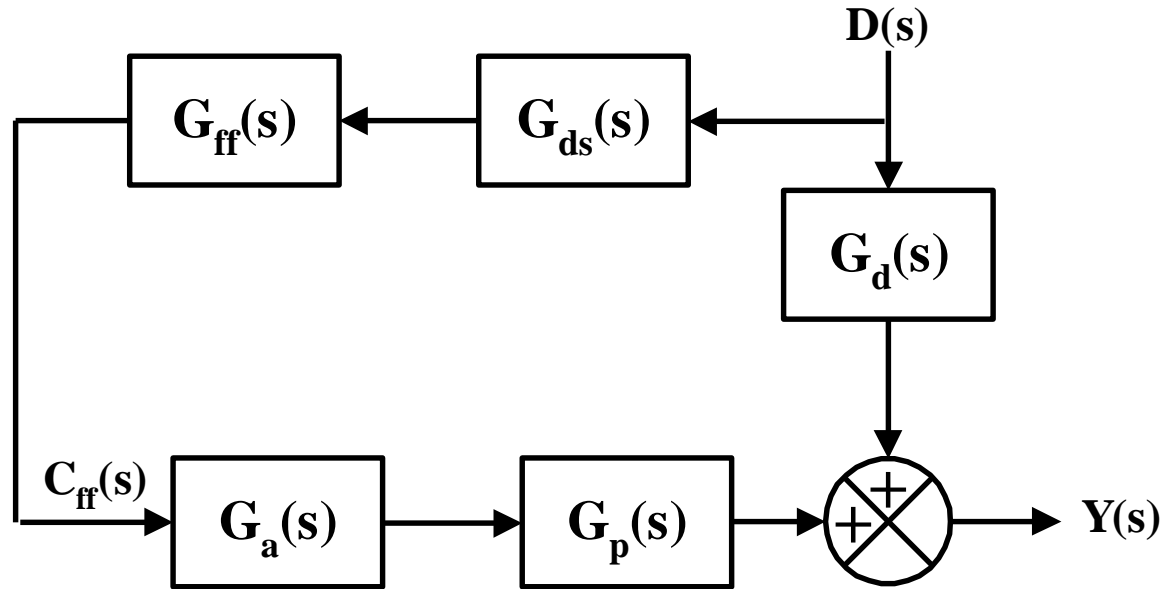 D(s)
G_ff(s)
G_ds(s)
G_d(s)
C_ff(s)
G_a(s)
G_p(s)
+
+
Y(s)